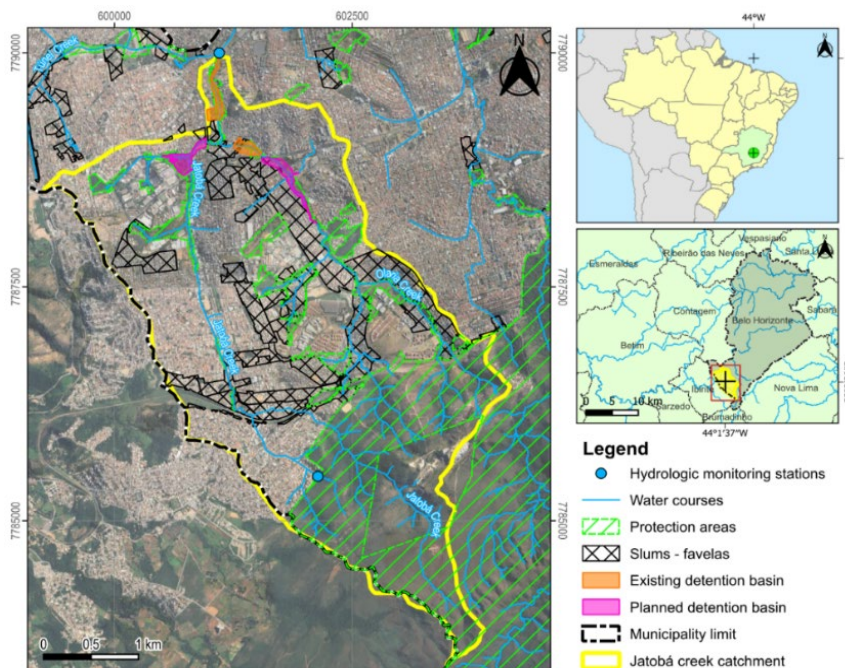 600000
602500
7790000
7790000
N
Jatobá Creek
Olaria Creek
7787500
7787500
Jatobá Creek
Jatobá Creek
7785000
7785000
0 0.5 1 km
44°W
N
Vespasiano
Ribeirão das Neves
Santa Lu
Esmeraldas
Contagem
Sabará
Belo Horizonte
Betim
Ibirité
Nova Lima
0 5 10 km
Sarzedo
Brumadinho
44°1'37"W
Legend
Hydrologic monitoring stations
Water courses
Protection areas
Slums - favelas
Existing detention basin
Planned detention basin
Municipality limit
Jatobá creek catchment